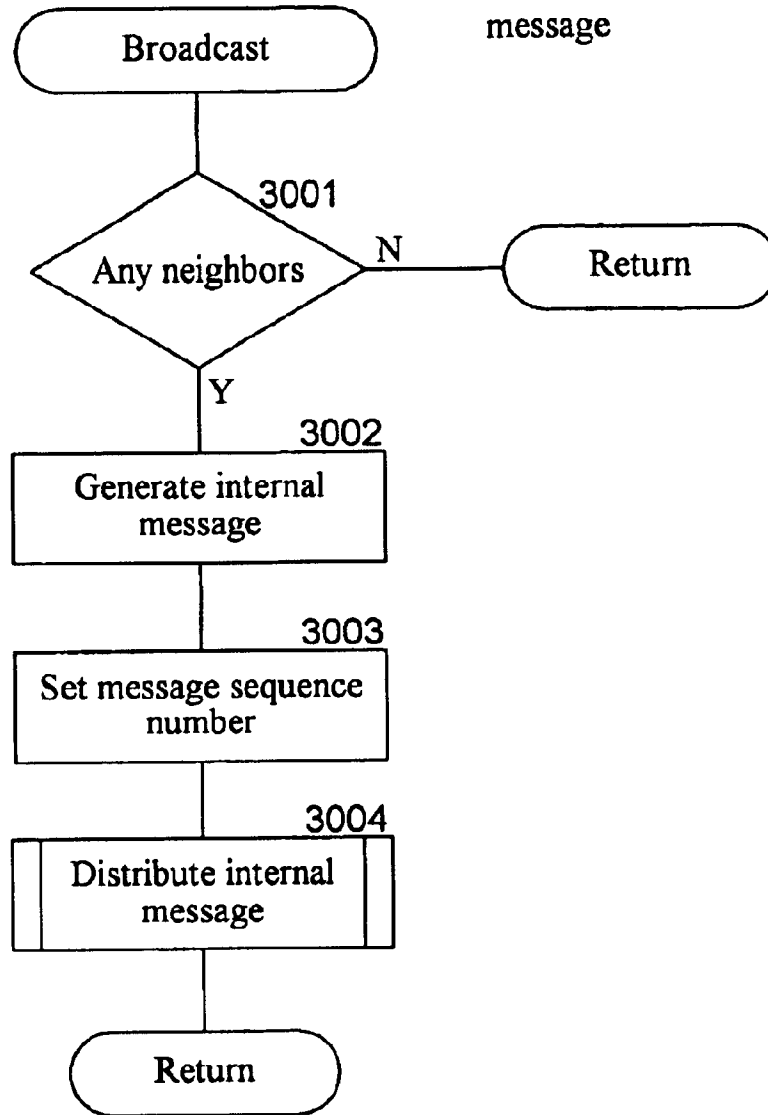 Broadcast
message
3001
Any neighbors
N
Return
Y
3002
Generate internal
message
3003
Set message sequence
number
3004
Distribute internal
message
Return